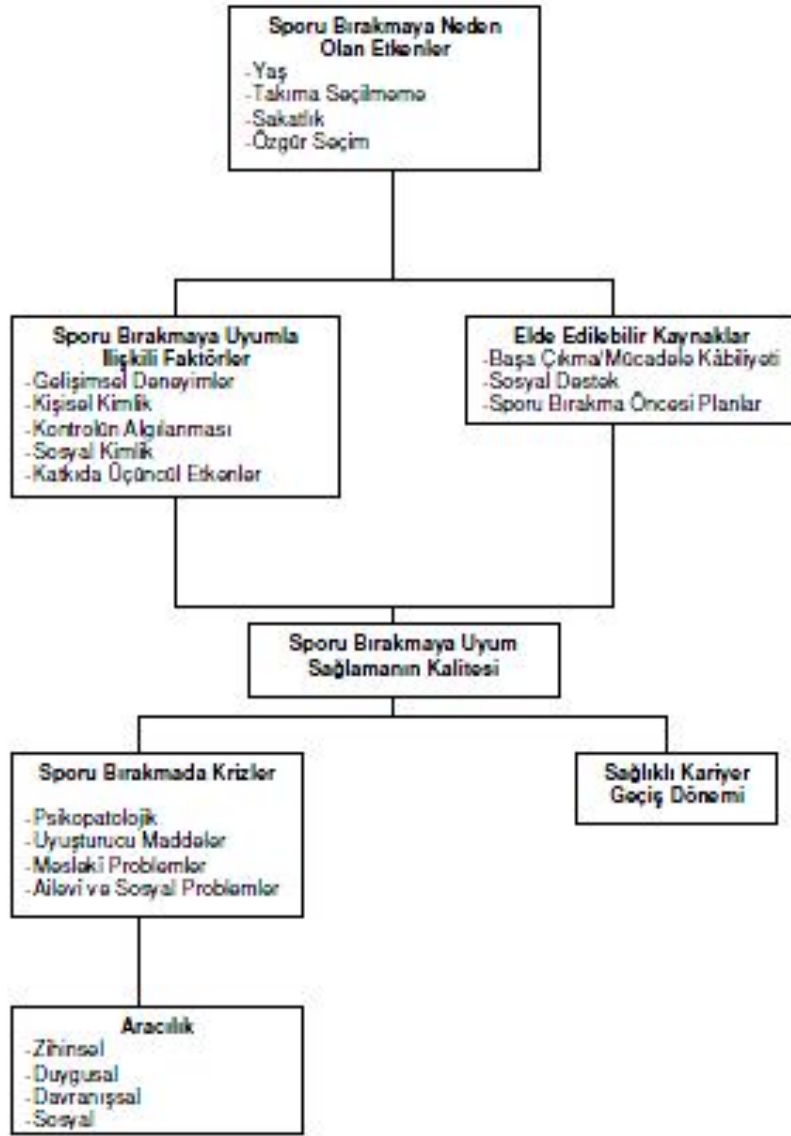 Sporu Bırakmaya Neden
Olan Etkenler
-Yaş
-Takıma Seçilmeme
-Sakatlık
-Özgür Seçim
Sporu Bırakmaya Uyumla
İlişkili Faktörler
-Gelişimsel Deneyimler
-Kişisel Kimlik
-Kontrolün Algılanması
-Sosyal Kimlik
-Katkıda Üçüncül Etkenler
Elde Edilebilir Kaynaklar
-Başa Çıkma/Mücadele Kâbiliyeti
-Sosyal Destek
-Sporu Bırakma Öncesi Planlar
Sporu Bırakmaya Uyum
Sağlamanın Kalitesi
Sporu Bırakmada Krizler
-Psikopatolojik
-Uyuşturucu Maddeler
-Meslekî Problemler
-Ailevi ve Sosyal Problemler
Sağlıklı Kariyer
Geçiş Dönemi
Aracılık
-Zihinsel
-Duygusal
-Davranışsal
-Sosyal